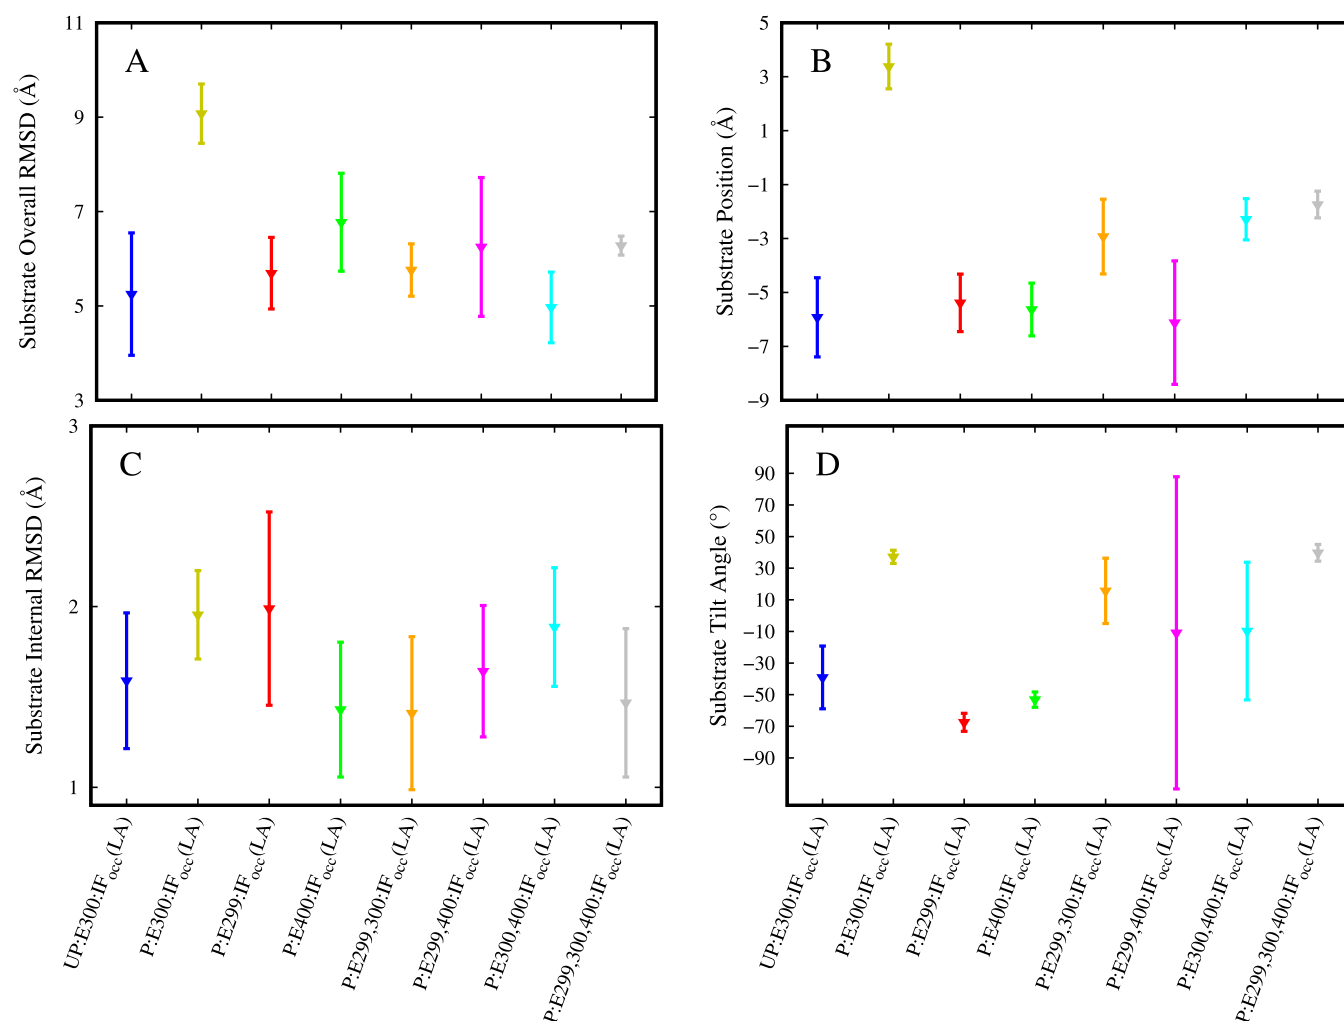 A
Substrate Overall RMSD (Å)
11
9
7
5
3
B
Substrate Position (Å)
5
3
1
−1
−3
−5
−7
−9
C
Substrate Internal RMSD (Å)
3
2
1
D
Substrate Tilt Angle (°)
90
70
50
30
10
−10
−30
−50
−70
−90
UP:E300:IFocc(LA)
P:E300:IFocc(LA)
P:E299:IFocc(LA)
P:E400:IFocc(LA)
P:E299,300:IFocc(LA)
P:E299,400:IFocc(LA)
P:E300,400:IFocc(LA)
P:E299,300,400:IFocc(LA)
UP:E300:IFocc(LA)
P:E300:IFocc(LA)
P:E299:IFocc(LA)
P:E400:IFocc(LA)
P:E299,300:IFocc(LA)
P:E299,400:IFocc(LA)
P:E300,400:IFocc(LA)
P:E299,300,400:IFocc(LA)